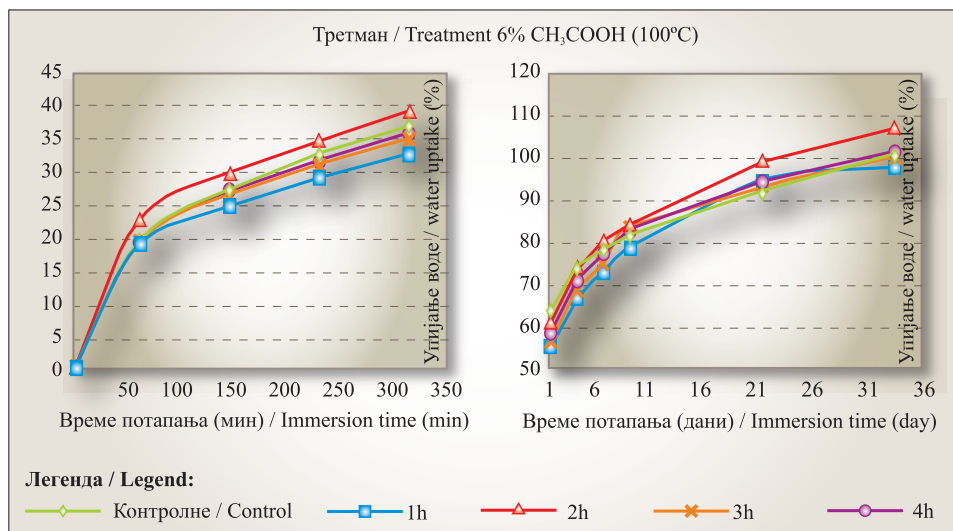 Третман / Treatment 6% CH₃COOH (100ºC)
45
40
35
30
25
20
15
10
5
0
50 100 150 200 250 300 350
Упијање воде / water uptake (%)
Време потапања (мин) / Immersion time (min)
120
110
100
90
80
70
60
50
1 6 11 16 21 26 31 36
Упијање воде / water uptake (%)
Време потапања (дани) / Immersion time (day)
Легенда / Legend:
Контролне / Control 1h 2h 3h 4h